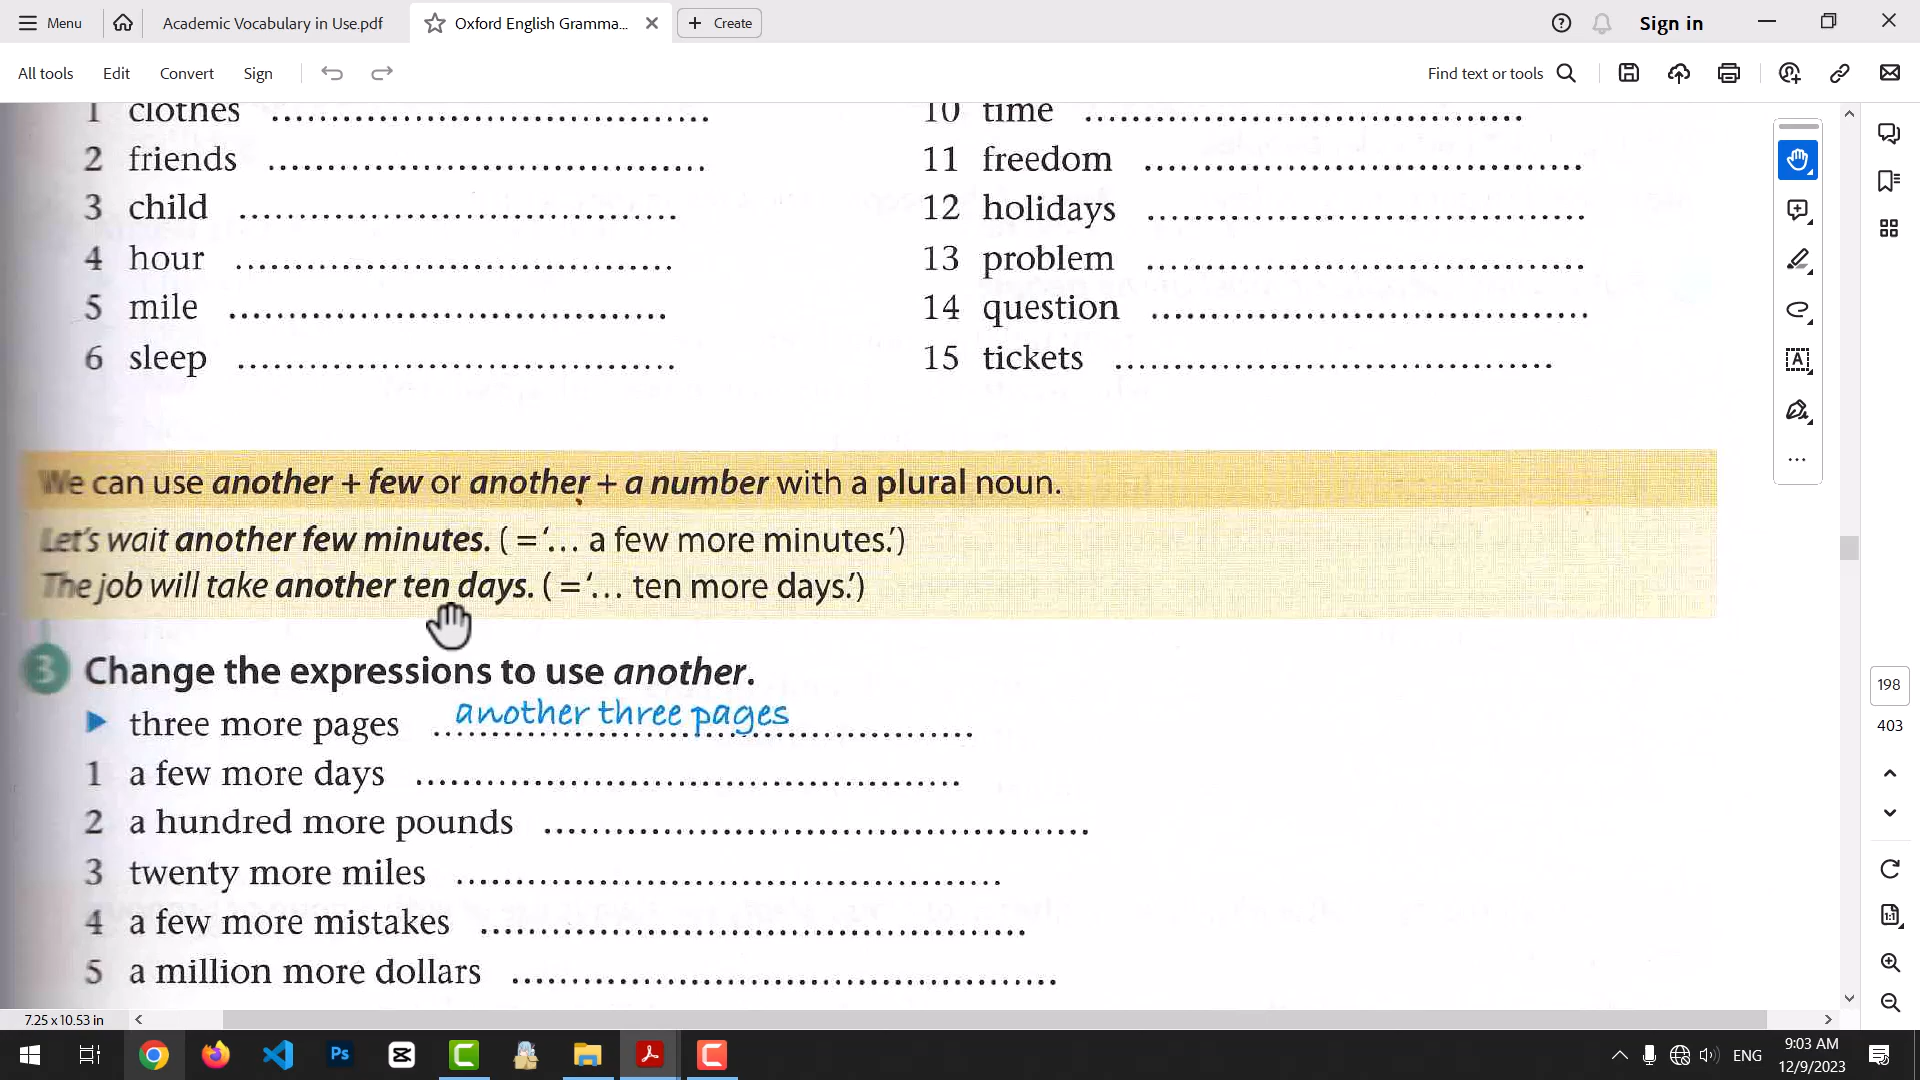 Menu
Academic Vocabulary in Use.pdf
Oxford English Gramma...
Create
Sign in
All tools
Edit
Convert
Sign
Find text or tools
1 clothes ........................................
10 time ........................................
2 friends ........................................
11 freedom ........................................
3 child ........................................
12 holidays ........................................
4 hour ........................................
13 problem ........................................
5 mile ........................................
14 question ........................................
6 sleep ........................................
15 tickets ........................................
We can use another + few or another + a number with a plural noun.
Let's wait another few minutes. ( = '… a few more minutes.')
The job will take another ten days. ( = '… ten more days.')
3 Change the expressions to use another.
three more pages another three pages
1 a few more days ........................................
2 a hundred more pounds ........................................
3 twenty more miles ........................................
4 a few more mistakes ........................................
5 a million more dollars ........................................
198
403
7.25 x 10.53 in
Ps
ENG
9:03 AM
12/9/2023